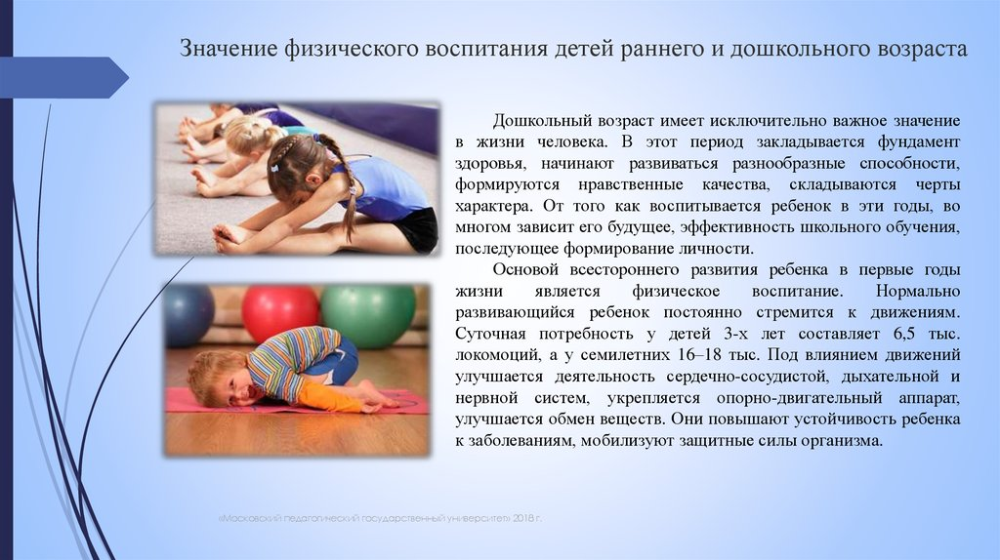 Значение физического воспитания детей раннего и дошкольного возраста
Дошкольный возраст имеет исключительно важное значение
в жизни человека. В этот период закладывается фундамент
здоровья, начинают развиваться разнообразные способности,
формируются нравственные качества, складываются черты
характера. От того как воспитывается ребенок в эти годы, во
многом зависит его будущее, эффективность школьного обучения,
последующее формирование личности.
Основой всестороннего развития ребенка в первые годы
жизни является физическое воспитание. Нормально
развивающийся ребенок постоянно стремится к движениям.
Суточная потребность у детей 3-х лет составляет 6,5 тыс.
локомоций, а у семилетних 16–18 тыс. Под влиянием движений
улучшается деятельность сердечно-сосудистой, дыхательной и
нервной систем, укрепляется опорно-двигательный аппарат,
улучшается обмен веществ. Они повышают устойчивость ребенка
к заболеваниям, мобилизуют защитные силы организма.
«Московский педагогический государственный университет» 2018 г.